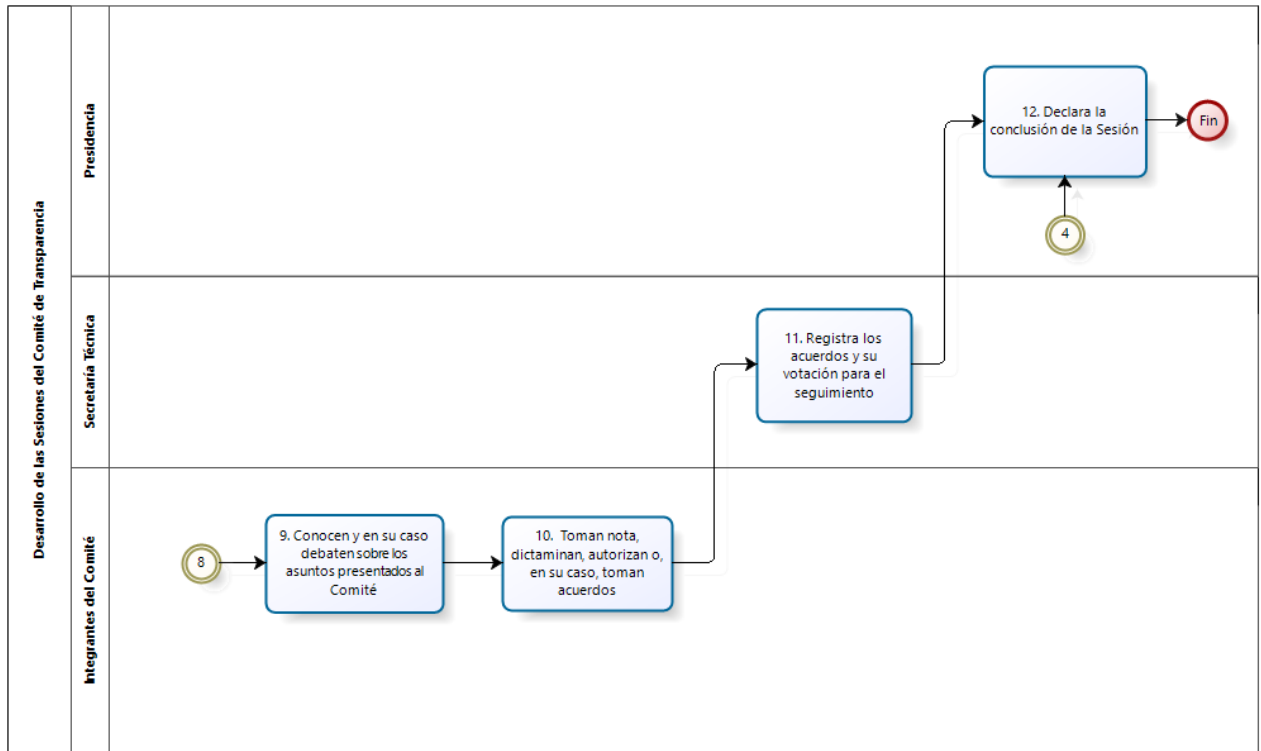 Desarrollo de las Sesiones del Comité de Transparencia
Presidencia
12. Declara la
conclusión de la Sesión
Fin
4
Secretaría Técnica
11. Registra los
acuerdos y su
votación para el
seguimiento
Integrantes del Comité
8
9. Conocen y en su caso
debaten sobre los
asuntos presentados al
Comité
10. Toman nota,
dictaminan, autorizan o,
en su caso, toman
acuerdos